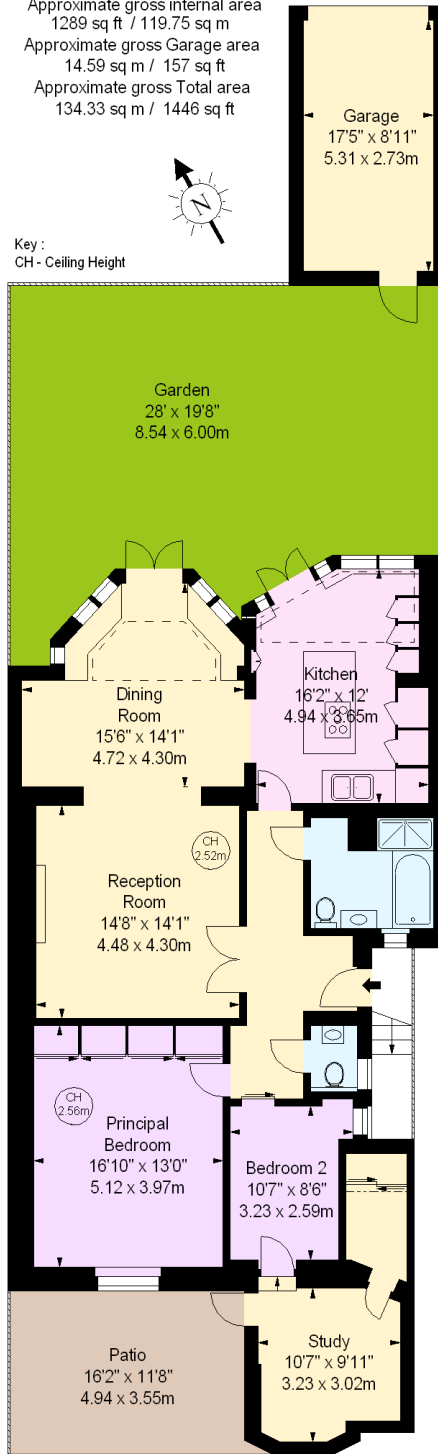 Approximate gross internal area
1289 sq ft / 119.75 sq m
Approximate gross Garage area
14.59 sq m / 157 sq ft
Approximate gross Total area
134.33 sq m / 1446 sq ft
Garage
17'5" x 8'11"
5.31 x 2.73m
N
Key :
CH - Ceiling Height
Garden
28' x 19'8"
8.54 x 6.00m
Kitchen
16'2" x 12'
4.94 x 3.65m
Dining
Room
15'6" x 14'1"
4.72 x 4.30m
CH
2.52m
Reception
Room
14'8" x 14'1"
4.48 x 4.30m
CH
2.56m
Principal
Bedroom
16'10" x 13'0"
5.12 x 3.97m
Bedroom 2
10'7" x 8'6"
3.23 x 2.59m
Study
10'7" x 9'11"
3.23 x 3.02m
Patio
16'2" x 11'8"
4.94 x 3.55m